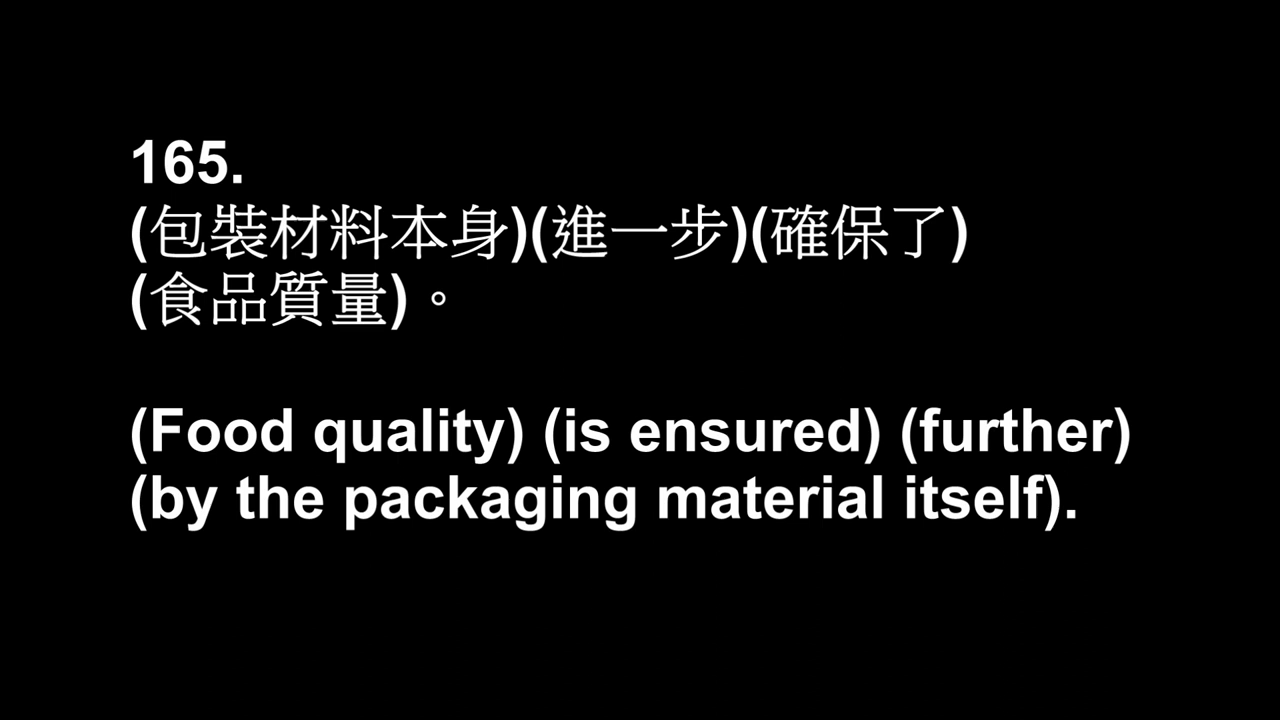 165.
(包裝材料本身)(進一步)(確保了)
(食品質量)。
(Food quality) (is ensured) (further)
(by the packaging material itself).